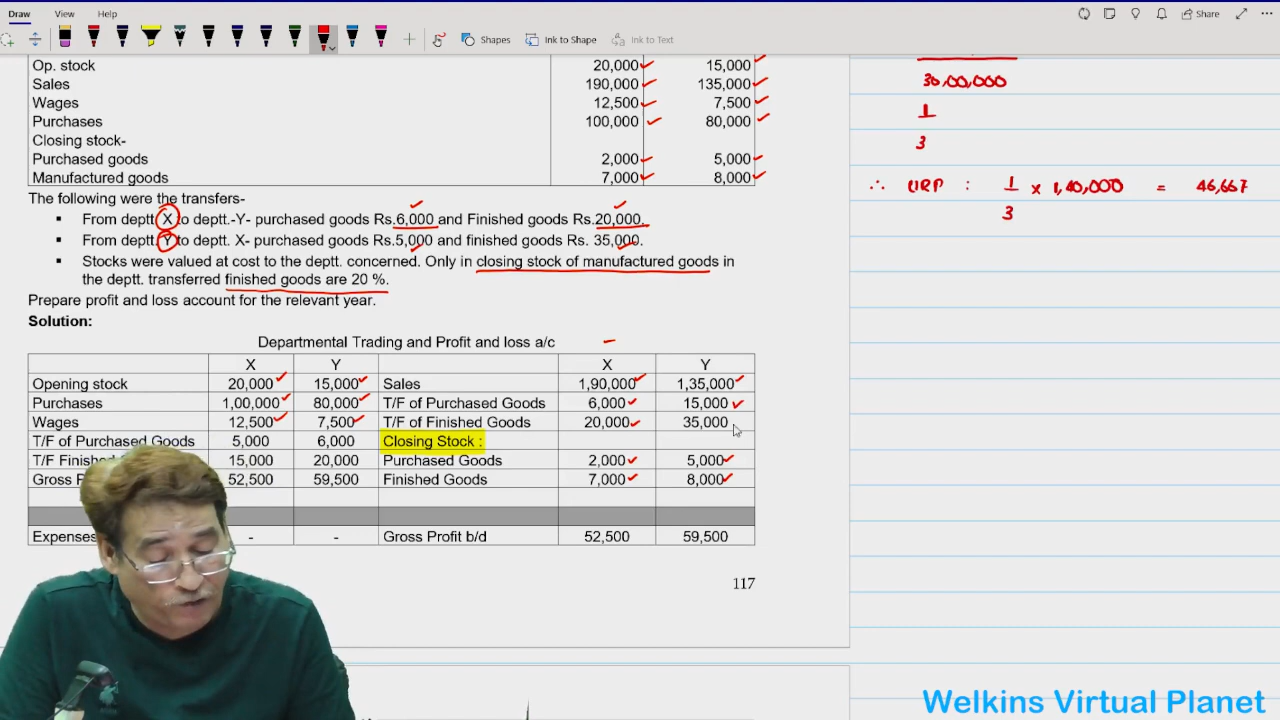 Draw View Help
Shapes Ink to Shape Ink to Text Share
Op. stock 20,000 15,000
Sales 190,000 135,000
Wages 12,500 7,500
Purchases 100,000 80,000
Closing stock-
Purchased goods 2,000 5,000
Manufactured goods 7,000 8,000
The following were the transfers-
▪ From deptt. X to deptt.-Y- purchased goods Rs.6,000 and Finished goods Rs.20,000.
▪ From deptt. Y to deptt. X- purchased goods Rs.5,000 and finished goods Rs. 35,000.
▪ Stocks were valued at cost to the deptt. concerned. Only in closing stock of manufactured goods in
the deptt. transferred finished goods are 20 %.
Prepare profit and loss account for the relevant year.
Solution:
Departmental Trading and Profit and loss a/c
X Y X Y
Opening stock 20,000 15,000 Sales 1,90,000 1,35,000
Purchases 1,00,000 80,000 T/F of Purchased Goods 6,000 15,000
Wages 12,500 7,500 T/F of Finished Goods 20,000 35,000
T/F of Purchased Goods 5,000 6,000 Closing Stock :
T/F Finish 15,000 20,000 Purchased Goods 2,000 5,000
Gross P 52,500 59,500 Finished Goods 7,000 8,000
Expenses - - Gross Profit b/d 52,500 59,500
117
30,00,000
1
3
∴ URP : 1/3 x 1,40,000 = 46,667
Welkins Virtual Planet